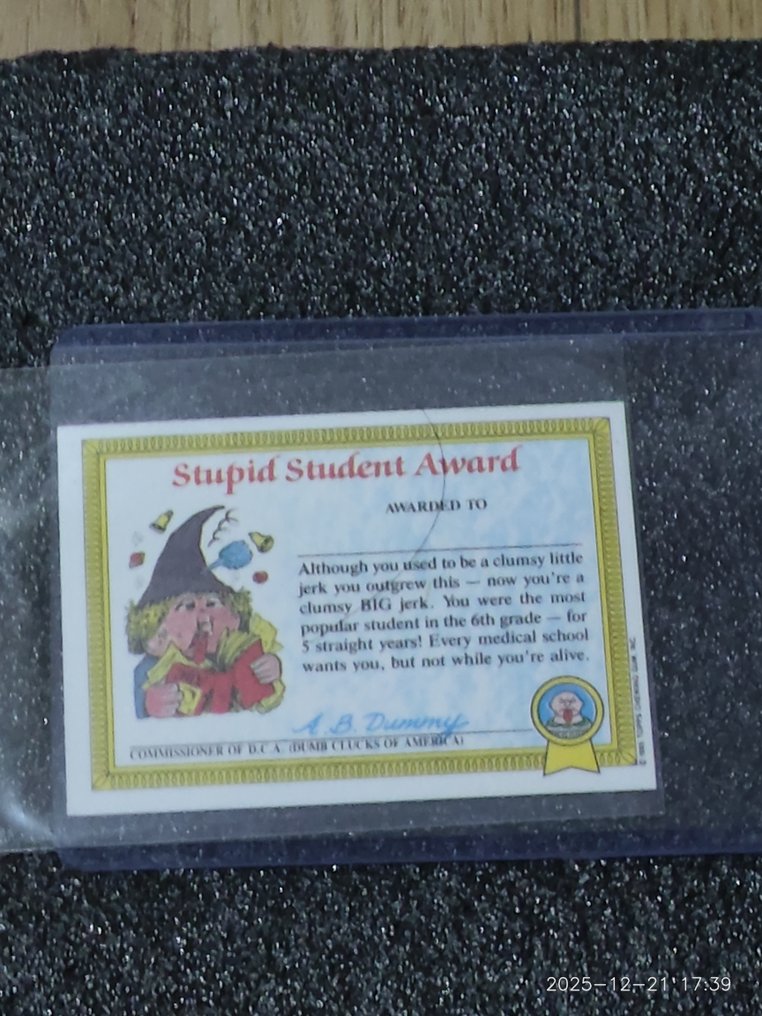 Stupid Student Award
AWARDED TO
Although you used to be a clumsy little
jerk you outgrew this — now you're a
clumsy BIG jerk. You were the most
popular student in the 6th grade — for
5 straight years! Every medical school
wants you, but not while you're alive.
A. B. Dummy
COMMISSIONER OF D.C.A. (DUMB CLUCKS OF AMERICA)
2025-12-21 17:39